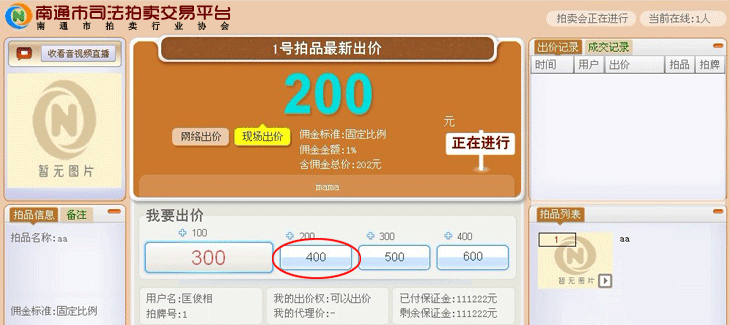 南通市司法拍卖交易平台
南通市拍卖行业协会
拍卖会正在进行
当前在线:1人
收看音视频直播
暂无图片
1号拍品最新出价
200
元
网络出价
现场出价
佣金标准:固定比例
佣金金额:1%
含佣金总价:202元
正在进行
mama
出价记录 成交记录
时间 用户 出价 拍品 拍牌
拍品信息 备注
拍品名称:aa
佣金标准:固定比例
我要出价
100 200 300 400
300 400 500 600
用户名:匡俊相
拍牌号:1
我的出价权:可以出价
我的代理价:-
已付保证金:111222元
剩余保证金:111222元
拍品列表
1
aa
暂无图片